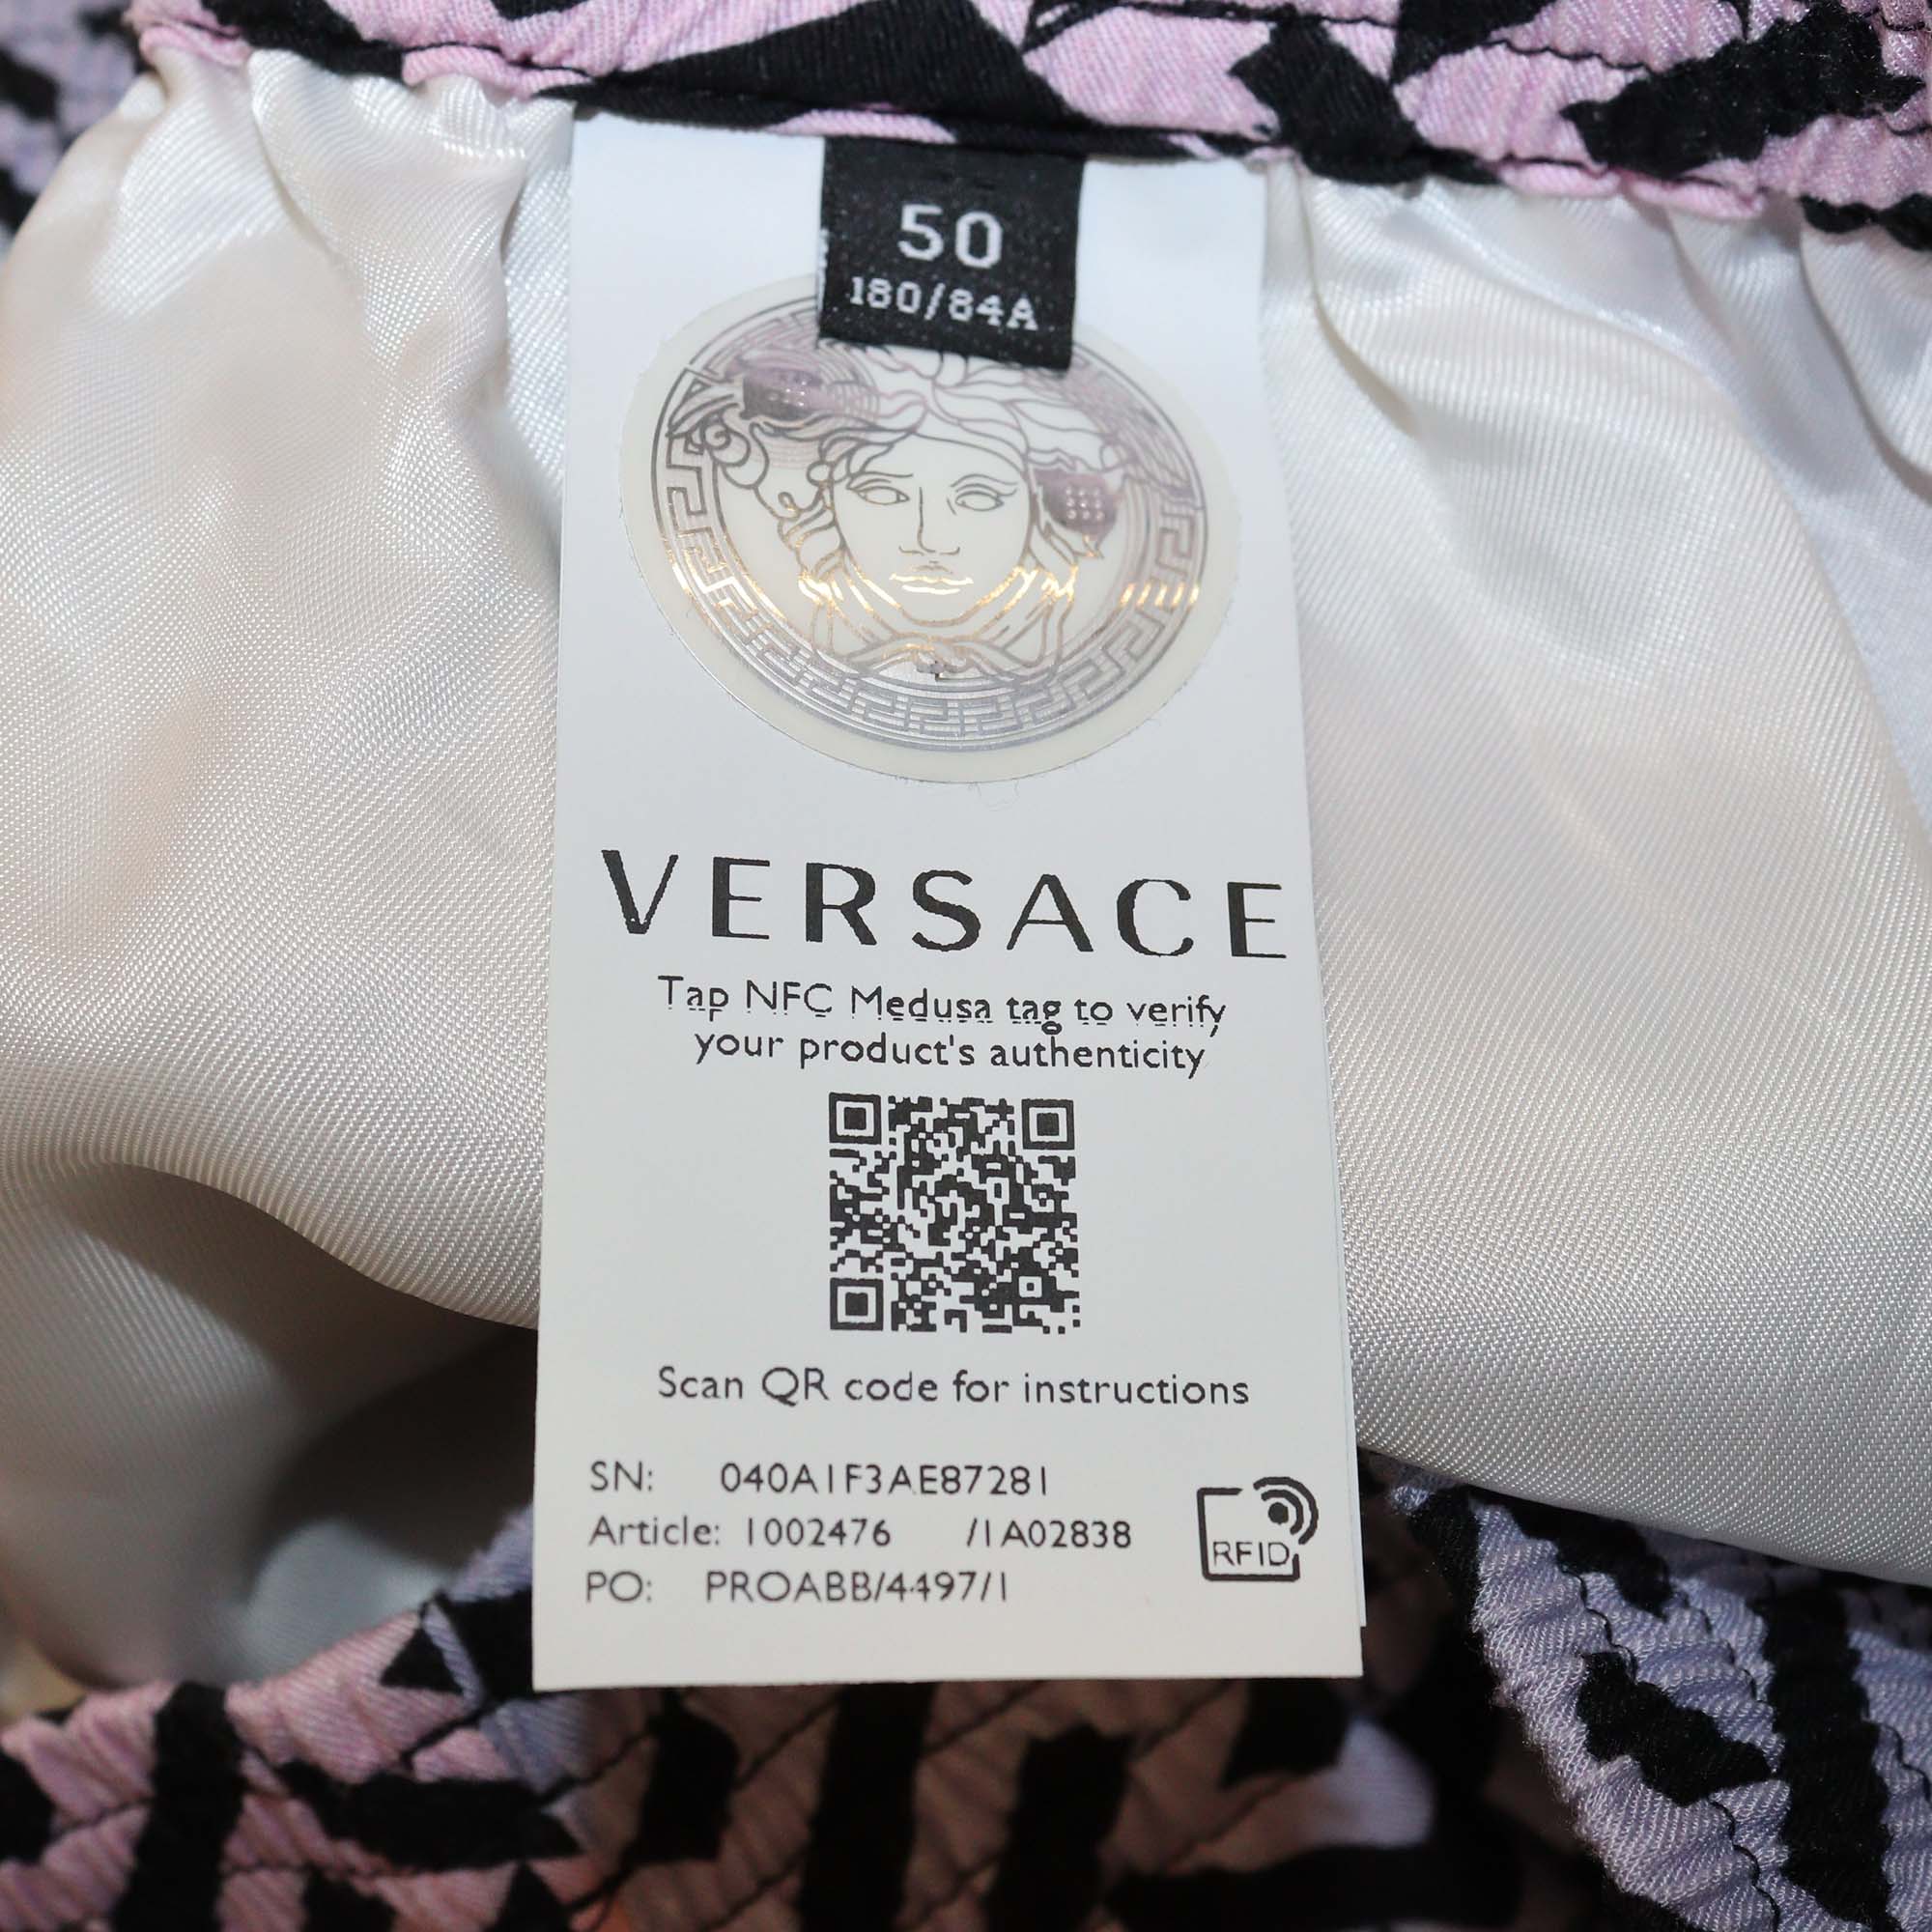 50
180/84A
VERSACE
Tap NFC Medusa tag to verify
your product's authenticity
Scan QR code for instructions
SN: 040A1F3AE87281
Article: 1002476 /1A02838
PO: PROABB/4497/1
RFID